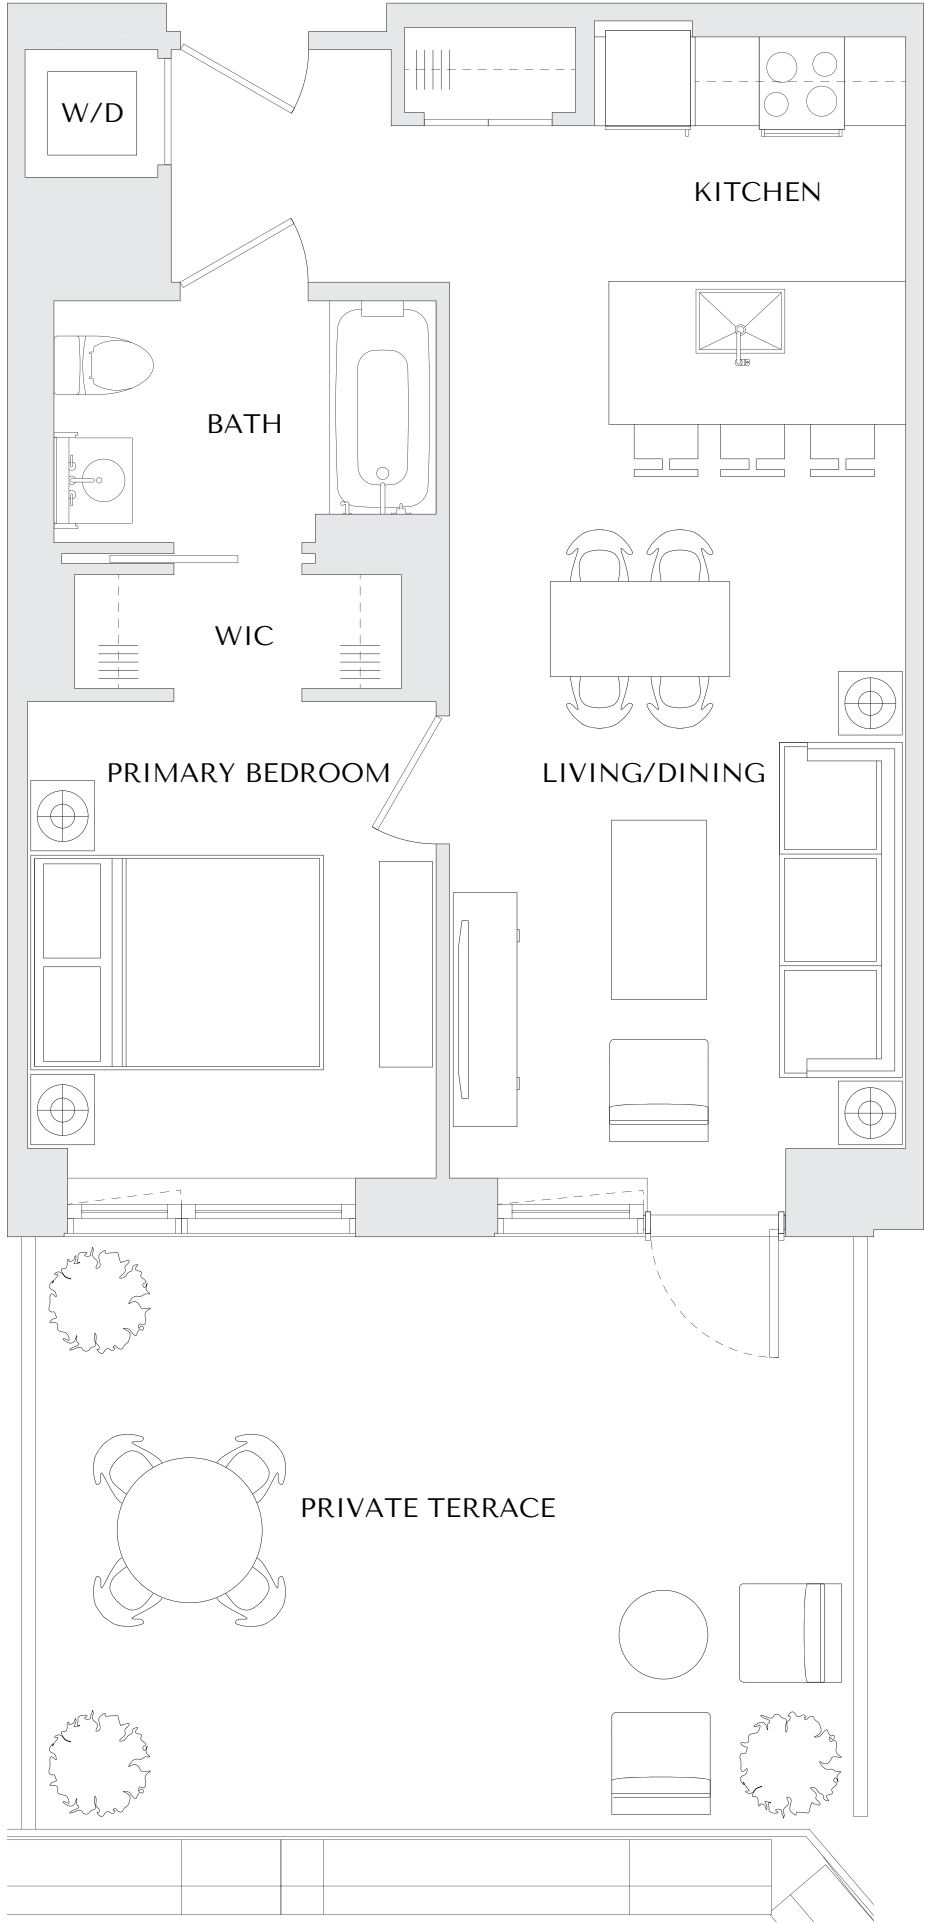 W/D
KITCHEN
BATH
WIC
PRIMARY BEDROOM
LIVING/DINING
PRIVATE TERRACE